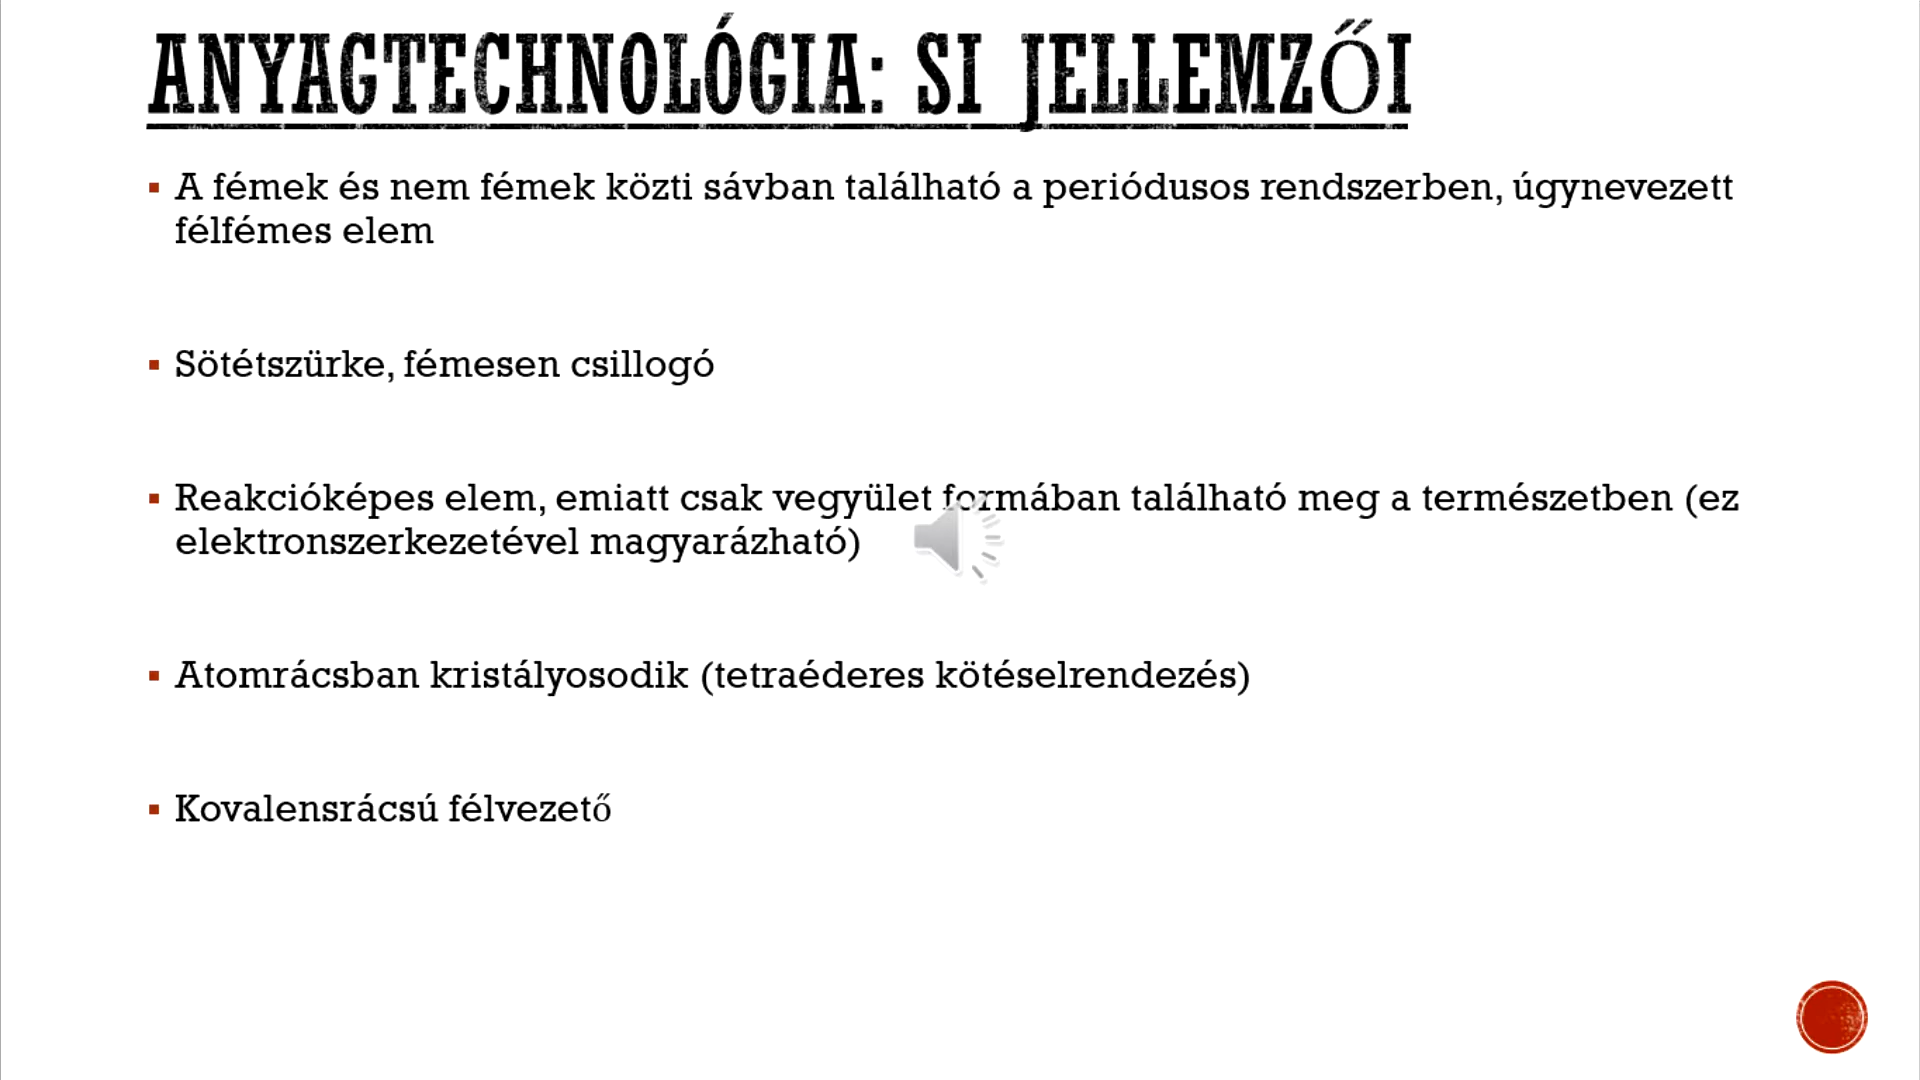 ANYAGTECHNOLÓGIA: SI JELLEMZŐI
▪ A fémek és nem fémek közti sávban található a periódusos rendszerben, úgynevezett
félfémes elem
▪ Sötétszürke, fémesen csillogó
▪ Reakcióképes elem, emiatt csak vegyület formában található meg a természetben (ez
elektronszerkezetével magyarázható)
▪ Atomrácsban kristályosodik (tetraéderes kötéselrendezés)
▪ Kovalensrácsú félvezető